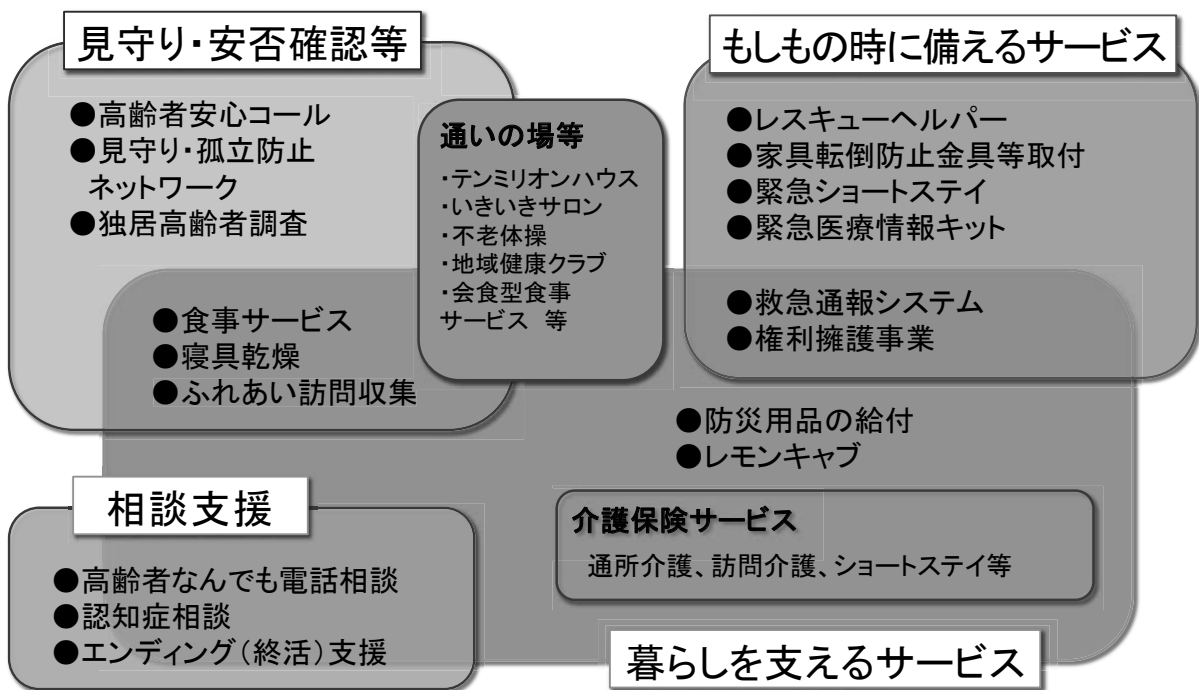 見守り・安否確認等
●高齢者安心コール
●見守り・孤立防止
ネットワーク
●独居高齢者調査
●食事サービス
●寝具乾燥
●ふれあい訪問収集
通いの場等
・テンミリオンハウス
・いきいきサロン
・不老体操
・地域健康クラブ
・会食型食事
サービス 等
もしもの時に備えるサービス
●レスキューヘルパー
●家具転倒防止金具等取付
●緊急ショートステイ
●緊急医療情報キット
●救急通報システム
●権利擁護事業
●防災用品の給付
●レモンキャブ
相談支援
●高齢者なんでも電話相談
●認知症相談
●エンディング(終活)支援
介護保険サービス
通所介護、訪問介護、ショートステイ等
暮らしを支えるサービス